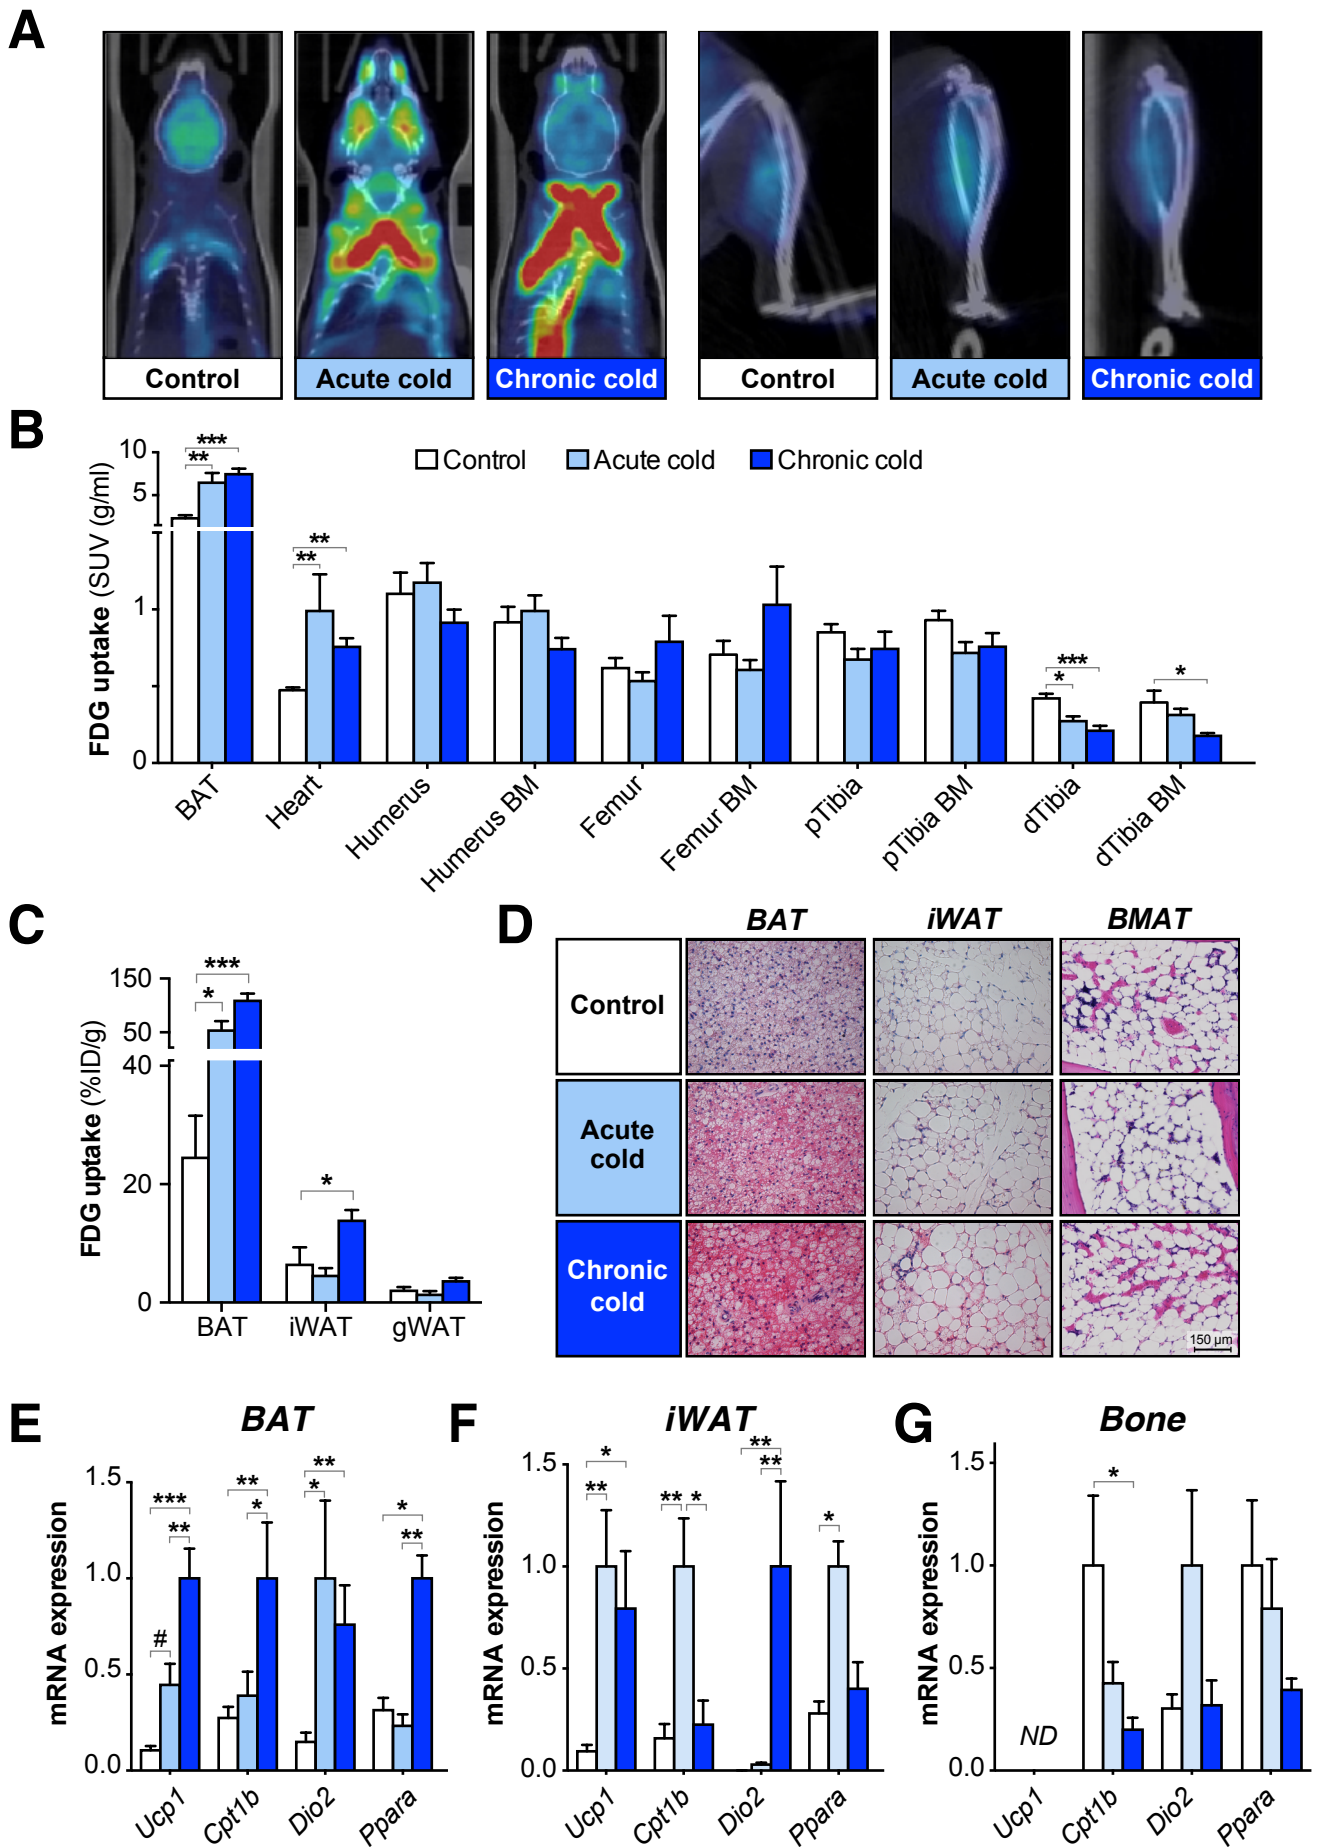 A
Control
Acute cold
Chronic cold
Control
Acute cold
Chronic cold
B
FDG uptake (SUV (g/ml)
10
5
1
0
***
**
Control
Acute cold
Chronic cold
**
**
***
*
*
BAT
Heart
Humerus
Humerus BM
Femur
Femur BM
pTibia
pTibia BM
dTibia
dTibia BM
C
FDG uptake (%ID/g)
150
50
40
20
0
***
*
*
BAT
iWAT
gWAT
D
BAT
iWAT
BMAT
Control
Acute
cold
Chronic
cold
150 µm
E
BAT
mRNA expression
1.5
1.0
0.5
0.0
***
**
#
**
*
**
*
*
**
Ucp1
Cpt1b
Dio2
Ppara
F
iWAT
mRNA expression
1.5
1.0
0.5
0.0
*
**
**
*
**
**
*
Ucp1
Cpt1b
Dio2
Ppara
G
Bone
mRNA expression
1.5
1.0
0.5
0.0
*
ND
Ucp1
Cpt1b
Dio2
Ppara